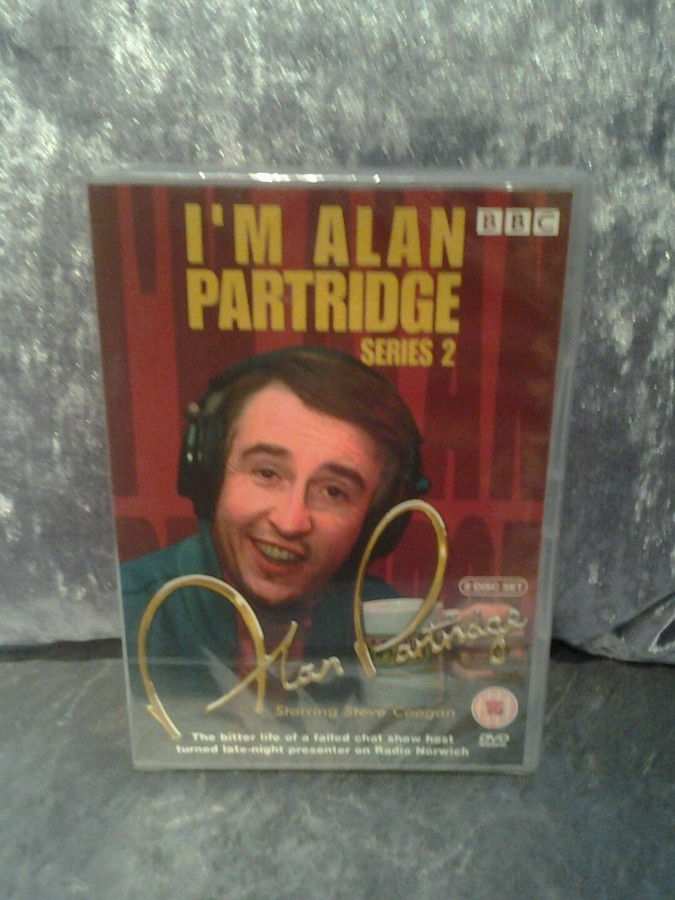 I'M ALAN
BBC
PARTRIDGE
SERIES 2
2 DISC SET
Alan Partridge
Starring Steve Coogan
15
The bitter life of a failed chat show host
DVD
turned late-night presenter on Radio Norwich